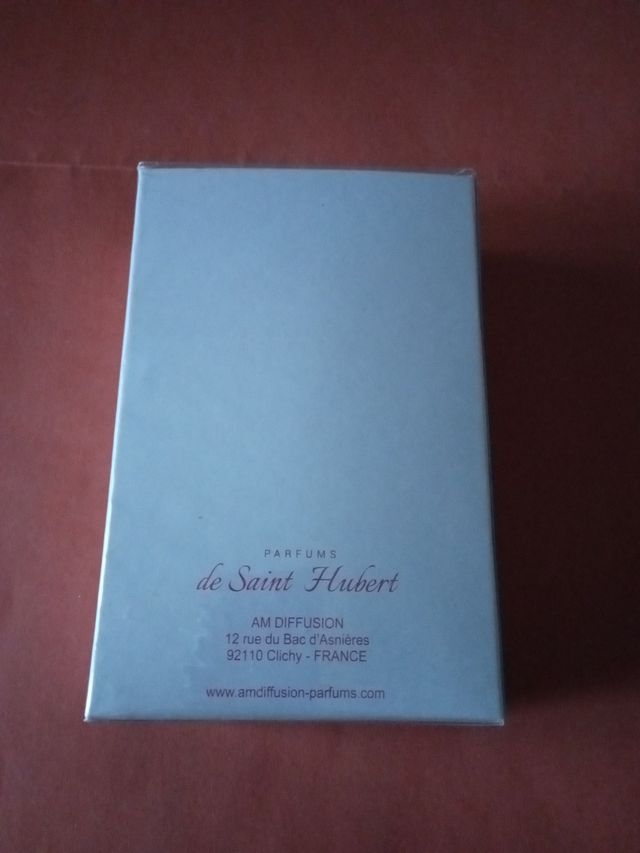 PARFUMS
de Saint Hubert
AM DIFFUSION
12 rue du Bac d'Asnières
92110 Clichy - FRANCE
www.amdiffusion-parfums.com